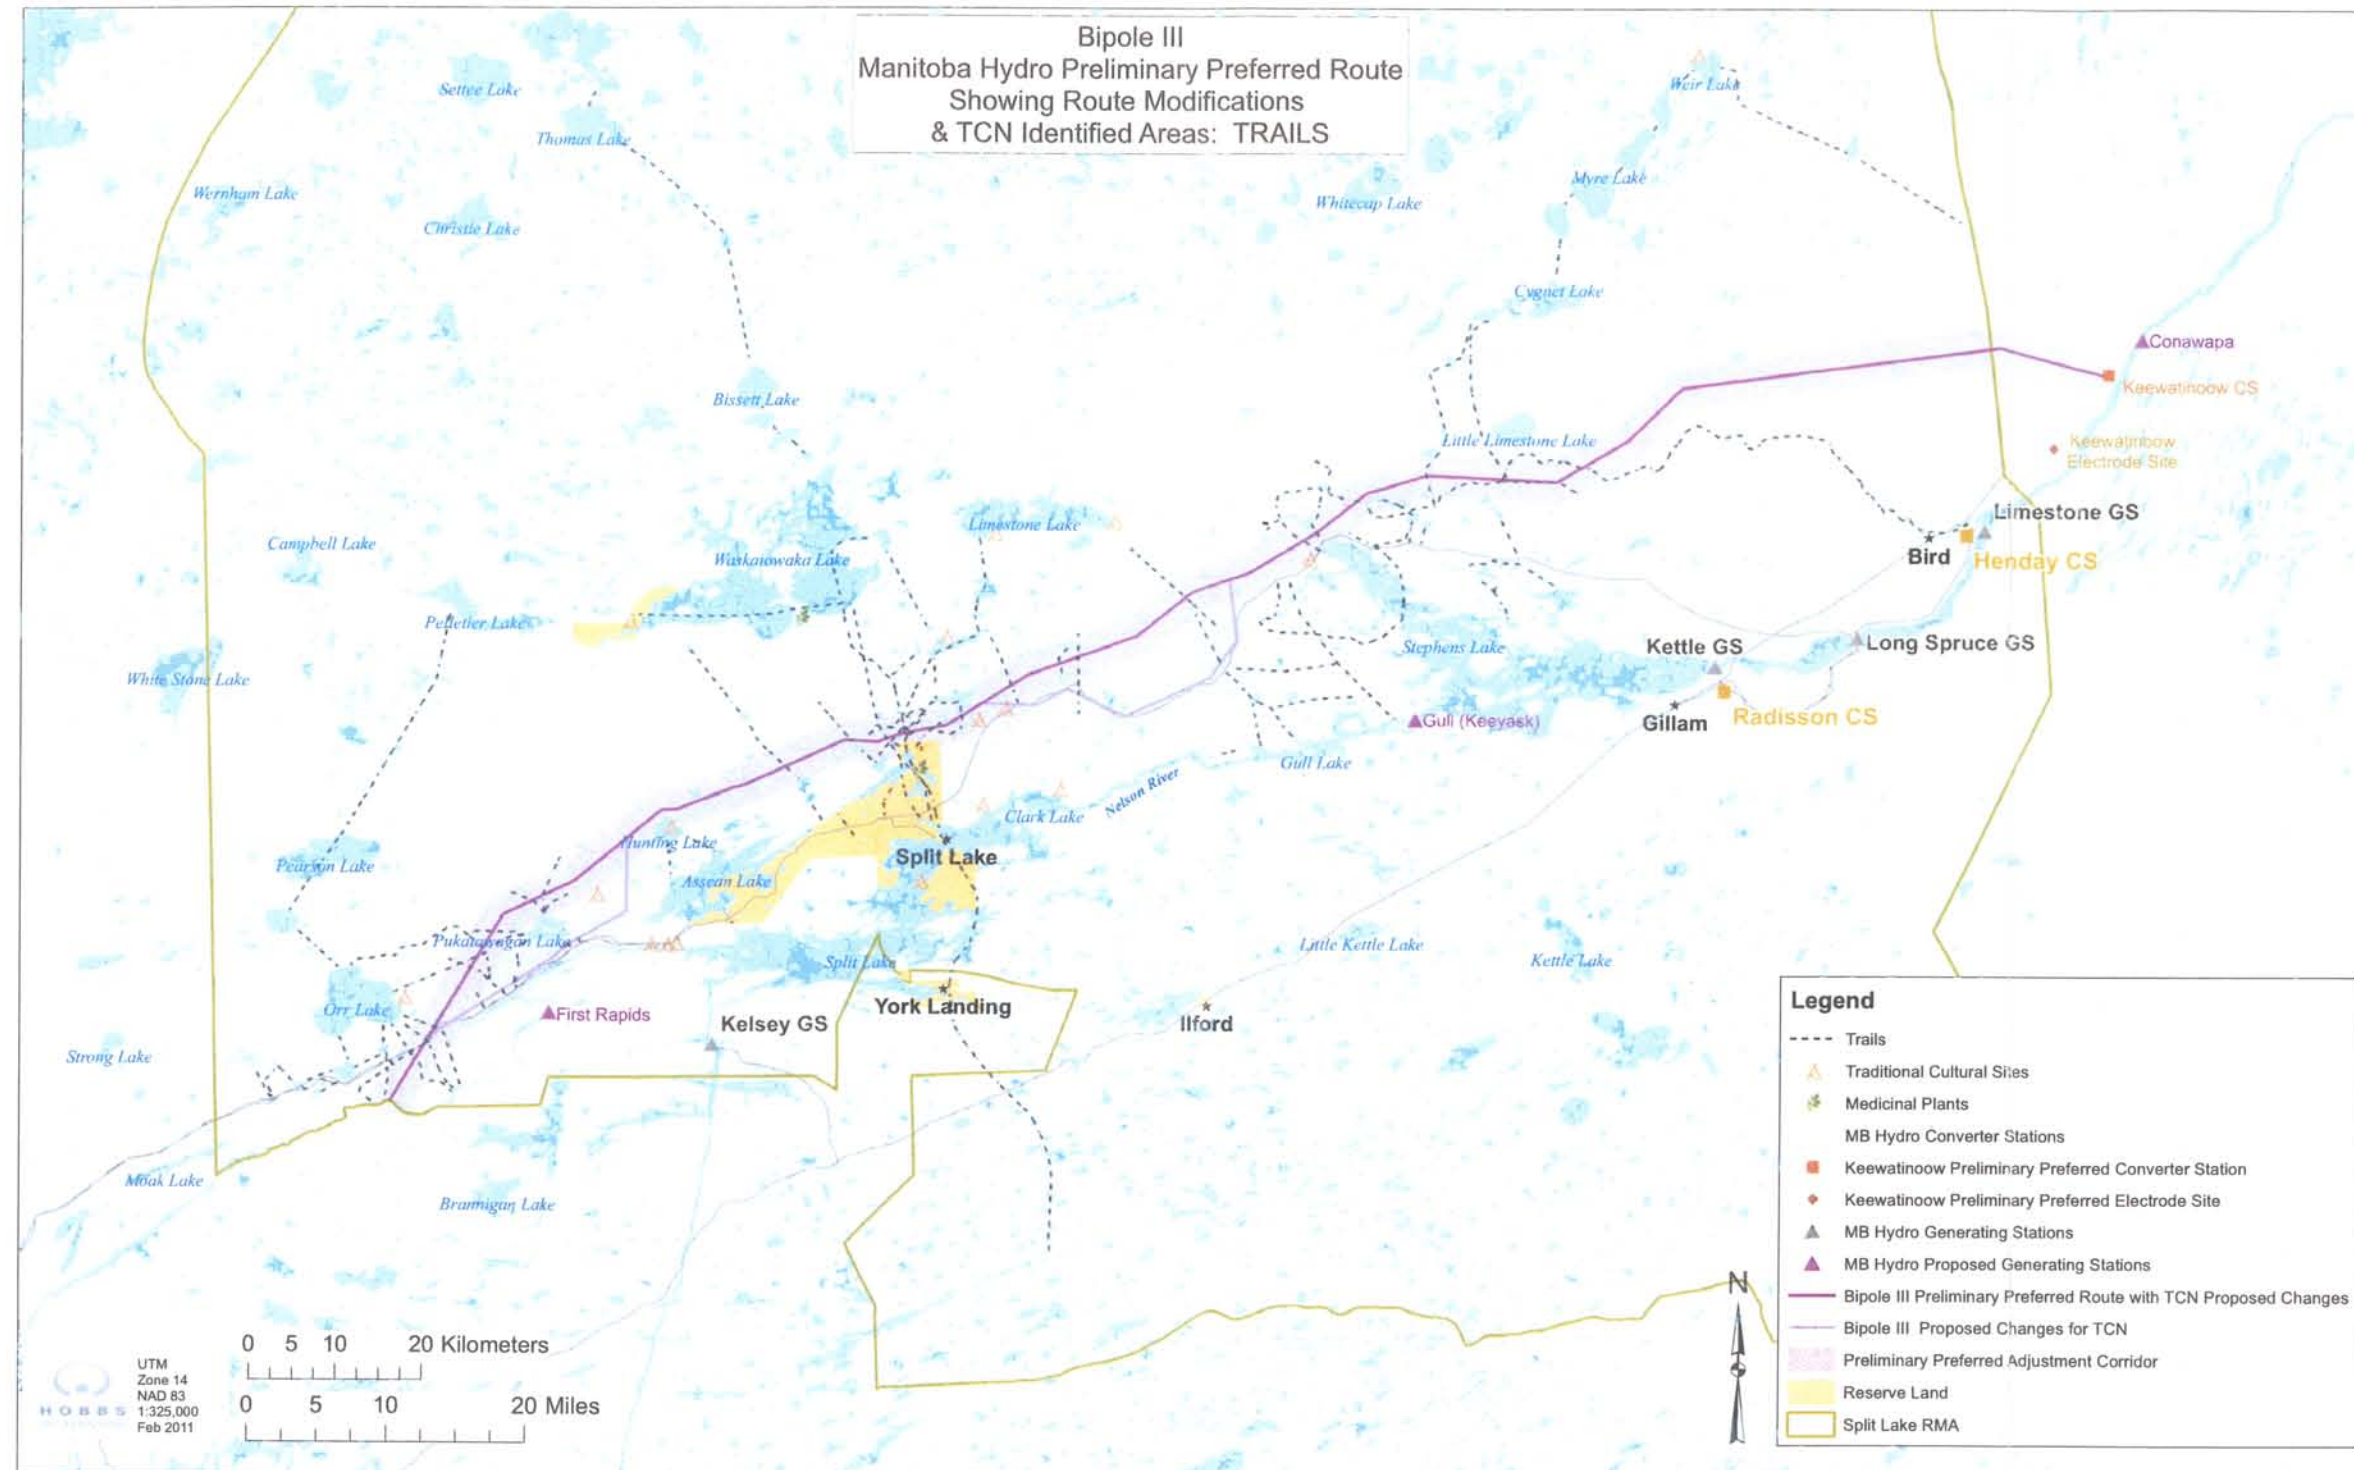 Bipole III
Manitoba Hydro Preliminary Preferred Route
Showing Route Modifications
& TCN Identified Areas: TRAILS
Settee Lake
Thomas Lake
Wernham Lake
Christie Lake
Weir Lake
Myre Lake
Whitecap Lake
Cygnet Lake
Conawapa
Keewatinoow CS
Bissett Lake
Little Limestone Lake
Keewatinoow
Electrode Site
Limestone GS
Limestone Lake
Campbell Lake
Waskaiowaka Lake
Bird
Henday CS
Pelletier Lake
Stephens Lake
Kettle GS
Long Spruce GS
White Stone Lake
Gillam
Radisson CS
Gull (Keeyask)
Gull Lake
Nelson River
Clark Lake
Hunting Lake
Split Lake
Pearson Lake
Assean Lake
Pukatawagan Lake
Split Lake
Little Kettle Lake
Kettle Lake
Orr Lake
First Rapids
York Landing
Kelsey GS
Ilford
Strong Lake
Moak Lake
Brannigan Lake
Legend
Trails
Traditional Cultural Sites
Medicinal Plants
MB Hydro Converter Stations
Keewatinoow Preliminary Preferred Converter Station
Keewatinoow Preliminary Preferred Electrode Site
MB Hydro Generating Stations
MB Hydro Proposed Generating Stations
Bipole III Preliminary Preferred Route with TCN Proposed Changes
Bipole III Proposed Changes for TCN
Preliminary Preferred Adjustment Corridor
Reserve Land
Split Lake RMA
N
0 5 10 20 Kilometers
0 5 10 20 Miles
HOBBS
UTM
Zone 14
NAD 83
1:325,000
Feb 2011